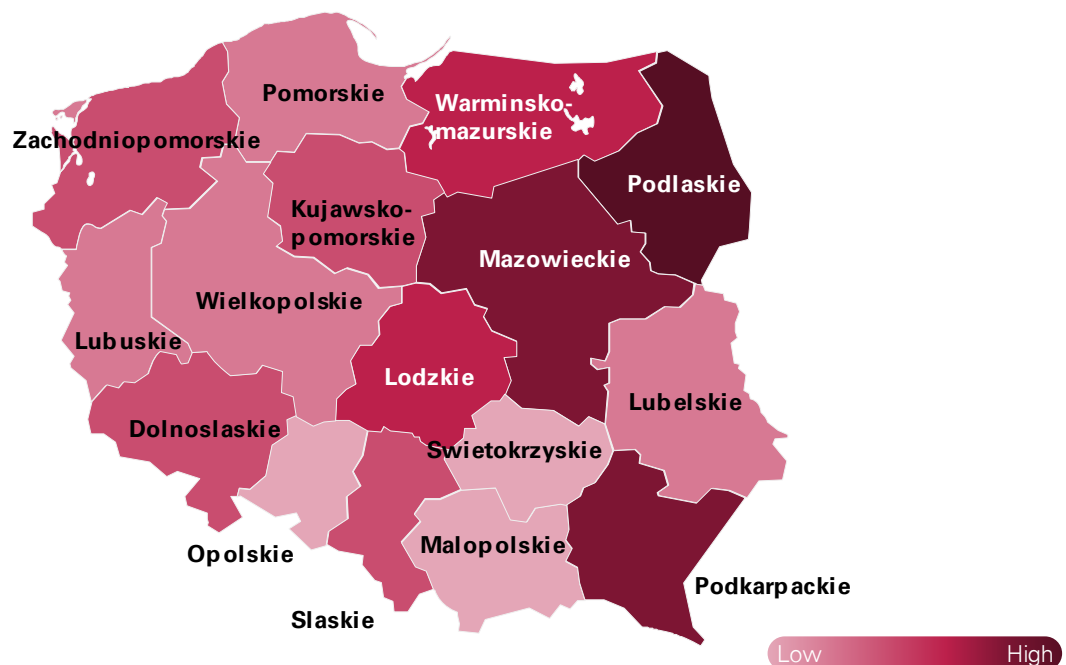 Pomorskie
Warminsko-
mazurskie
Zachodniopomorskie
Podlaskie
Kujawsko-
pomorskie
Mazowieckie
Wielkopolskie
Lubuskie
Lodzkie
Lubelskie
Dolnoslaskie
Swietokrzyskie
Opolskie
Malopolskie
Podkarpackie
Slaskie
Low High